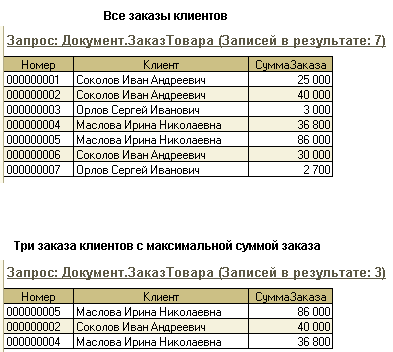 Все заказы клиентов
Запрос: Документ.ЗаказТовара (Записей в результате: 7)
Номер Клиент СуммаЗаказа
000000001 Соколов Иван Андреевич 25 000
000000002 Соколов Иван Андреевич 40 000
000000003 Орлов Сергей Иванович 3 000
000000004 Маслова Ирина Николаевна 36 800
000000005 Маслова Ирина Николаевна 86 000
000000006 Соколов Иван Андреевич 30 000
000000007 Орлов Сергей Иванович 2 700
Три заказа клиентов с максимальной суммой заказа
Запрос: Документ.ЗаказТовара (Записей в результате: 3)
Номер Клиент СуммаЗаказа
000000005 Маслова Ирина Николаевна 86 000
000000002 Соколов Иван Андреевич 40 000
000000004 Маслова Ирина Николаевна 36 800